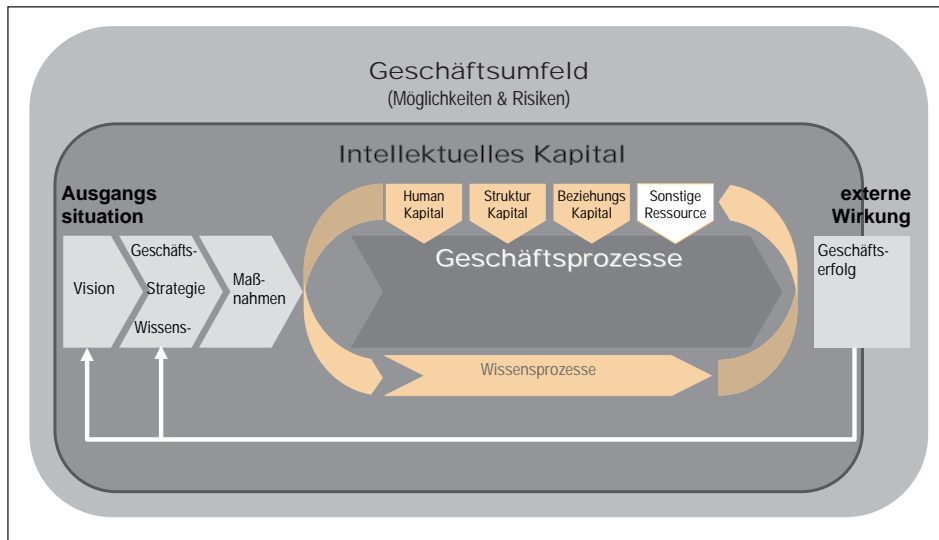 Geschäftsumfeld
(Möglichkeiten & Risiken)
Intellektuelles Kapital
Ausgangs
situation
externe
Wirkung
Human
Kapital
Struktur
Kapital
Beziehungs
Kapital
Sonstige
Ressource
Geschäftsprozesse
Vision
Geschäfts-
Strategie
Wissens-
Maß-
nahmen
Geschäfts-
erfolg
Wissensprozesse